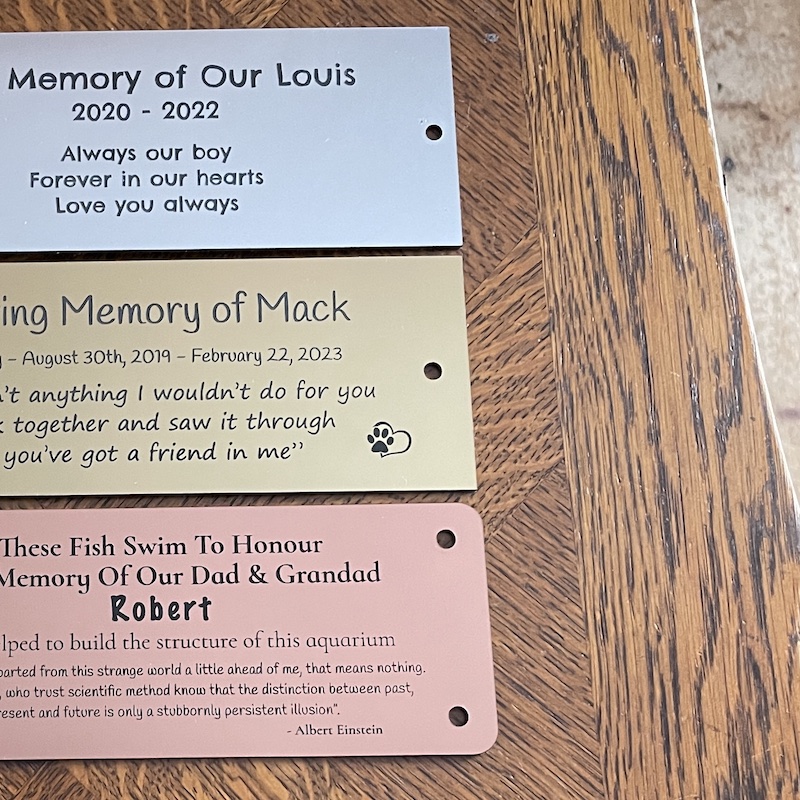 Memory of Our Louis
2020 - 2022
Always our boy
Forever in our hearts
Love you always
ing Memory of Mack
– August 30th, 2019 – February 22, 2023
't anything I wouldn't do for you
together and saw it through
you've got a friend in me”
These Fish Swim To Honour
Memory Of Our Dad & Grandad
Robert
lped to build the structure of this aquarium
parted from this strange world a little ahead of me, that means nothing.
, who trust scientific method know that the distinction between past,
resent and future is only a stubbornly persistent illusion".
- Albert Einstein